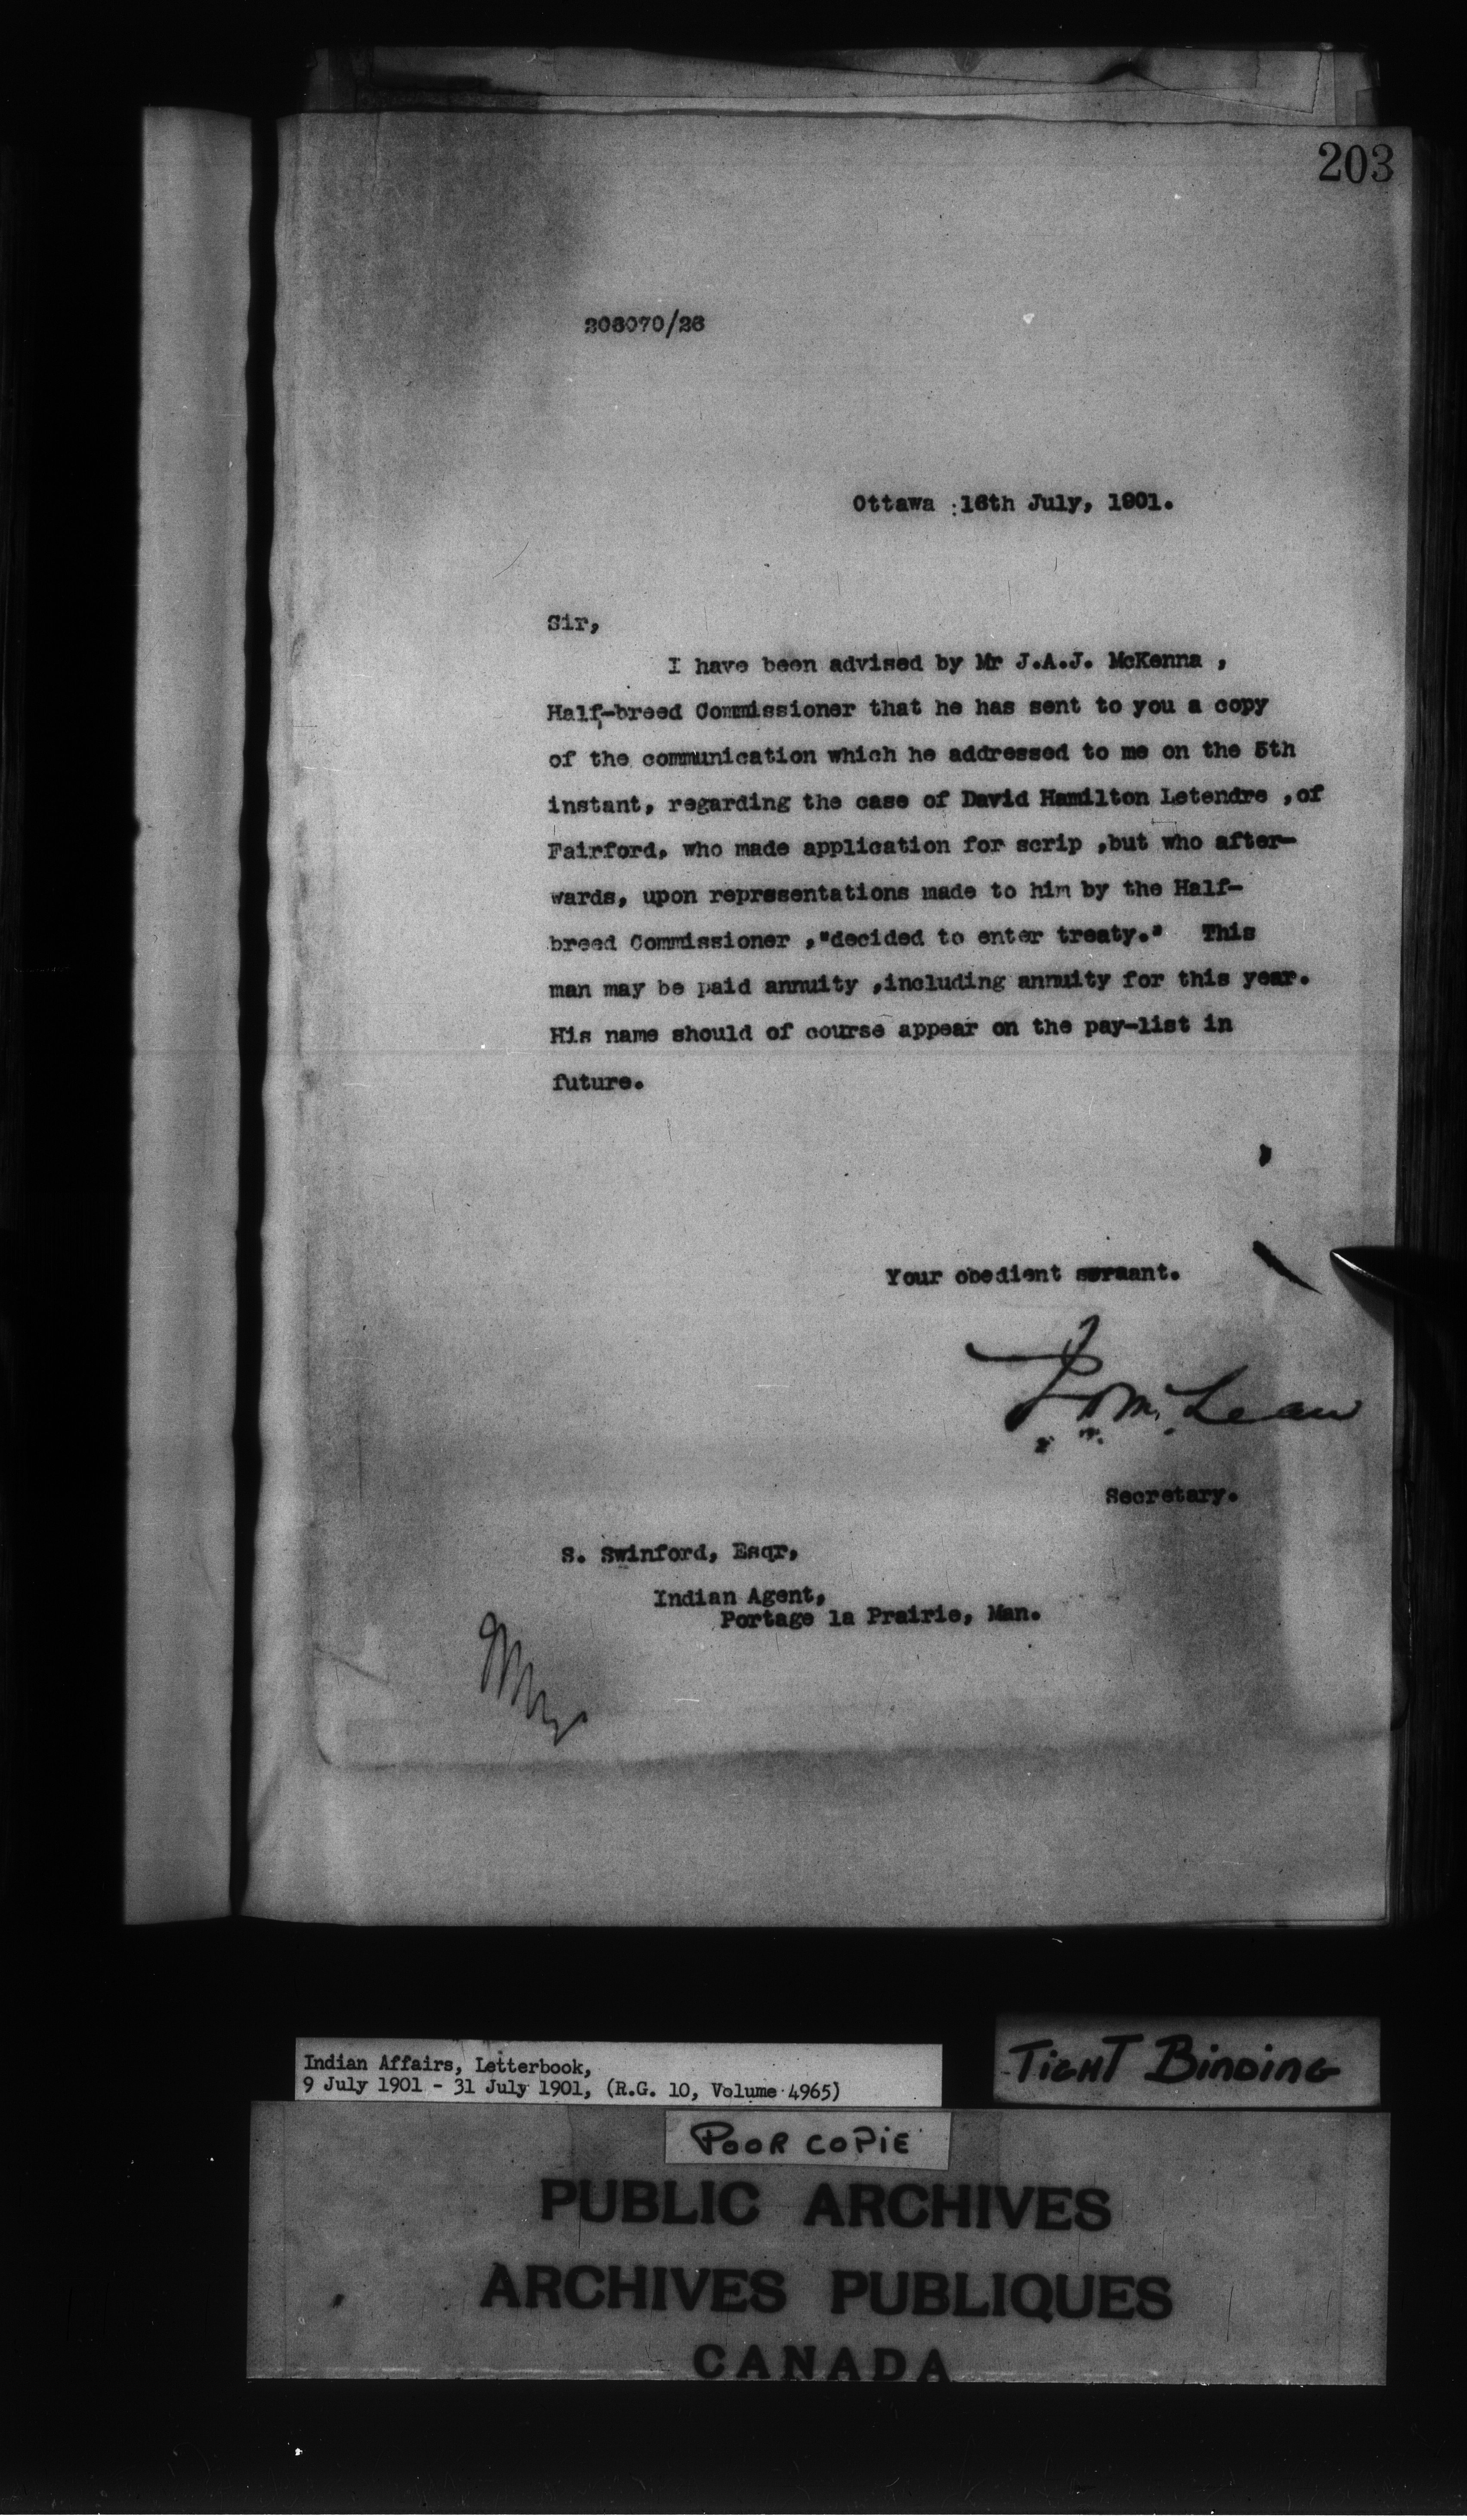 203
206070/26
Ottawa :16th July, 1901.
Sir,
I have been advised by Mr J.A.J. McKenna ,
Half-breed Commissioner that he has sent to you a copy
of the communication which he addressed to me on the 5th
instant, regarding the case of David Hamilton Letendre ,of
Fairford, who made application for scrip ,but who after-
wards, upon representations made to him by the Half-
breed Commissioner ,"decided to enter treaty." This
man may be paid annuity ,including annuity for this year.
His name should of course appear on the pay-list in
future.
Your obedient
McLean
Secretary.
S. Swinford, Esqr,
Indian Agent,
Portage la Prairie, Man.
Indian Affairs, Letterbook,
9 July 1901 - 31 July 1901, (R.G. 10, Volume 4965)
TIGHT BINDING
POOR COPIE
PUBLIC ARCHIVES
ARCHIVES PUBLIQUES
CANADA